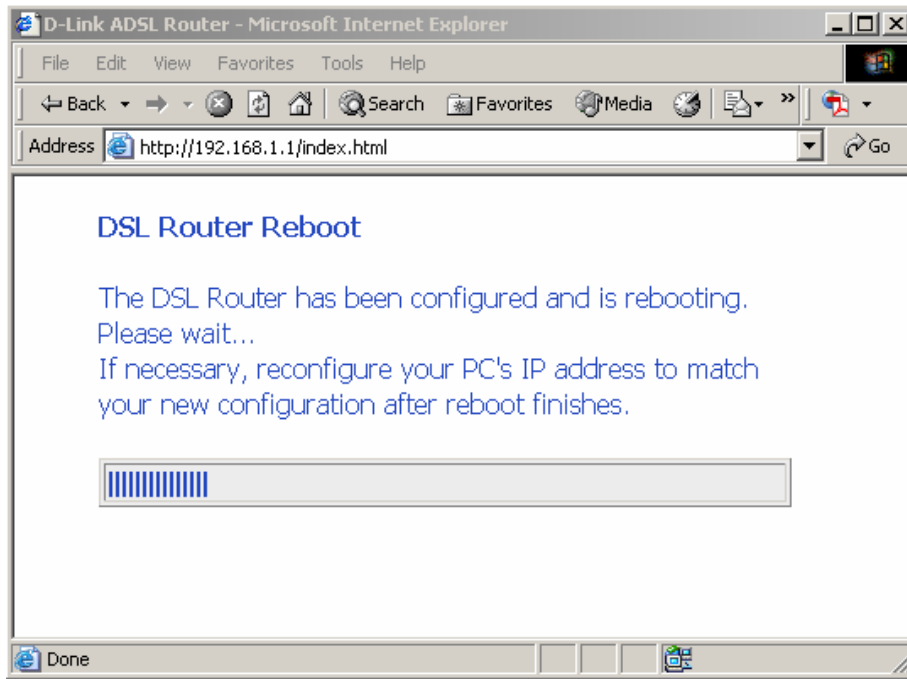 D-Link ADSL Router - Microsoft Internet Explorer
File Edit View Favorites Tools Help
Back Search Favorites Media »
Address http://192.168.1.1/index.html Go
DSL Router Reboot
The DSL Router has been configured and is rebooting.
Please wait...
If necessary, reconfigure your PC's IP address to match
your new configuration after reboot finishes.
Done